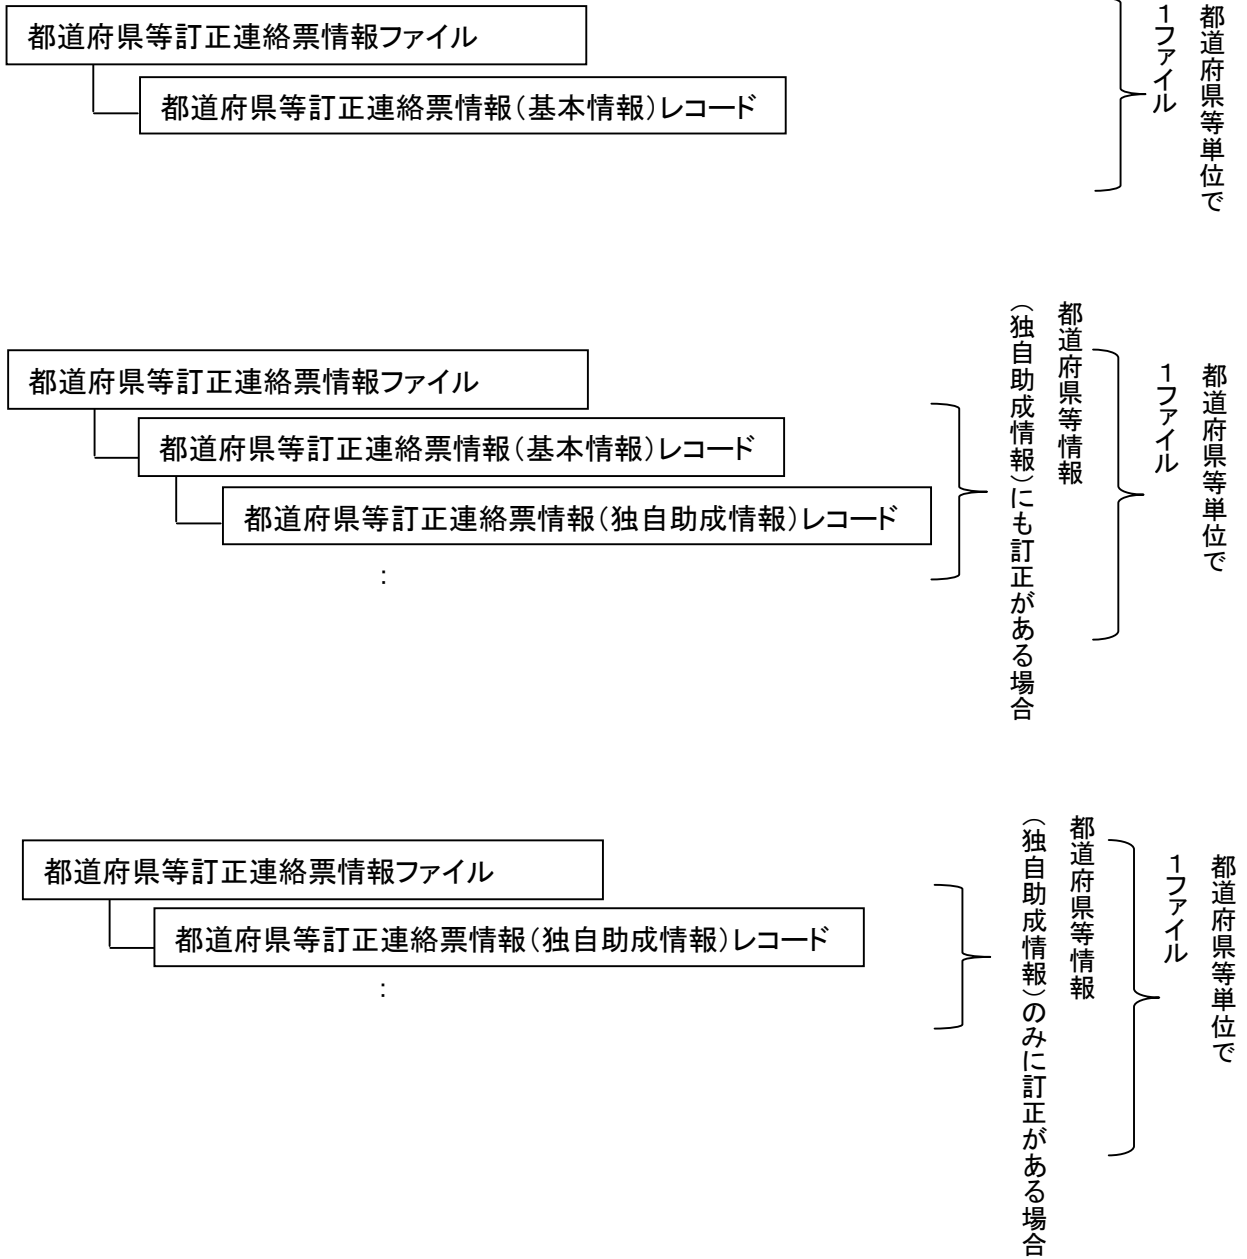 都道府県等訂正連絡票情報ファイル
都道府県等訂正連絡票情報(基本情報)レコード
都道府県等単位で
1ファイル
都道府県等訂正連絡票情報ファイル
都道府県等訂正連絡票情報(基本情報)レコード
都道府県等訂正連絡票情報(独自助成情報)レコード
:
都道府県等情報
(独自助成情報)にも訂正がある場合
都道府県等単位で
1ファイル
都道府県等訂正連絡票情報ファイル
都道府県等訂正連絡票情報(独自助成情報)レコード
:
都道府県等情報
(独自助成情報)のみに訂正がある場合
都道府県等単位で
1ファイル